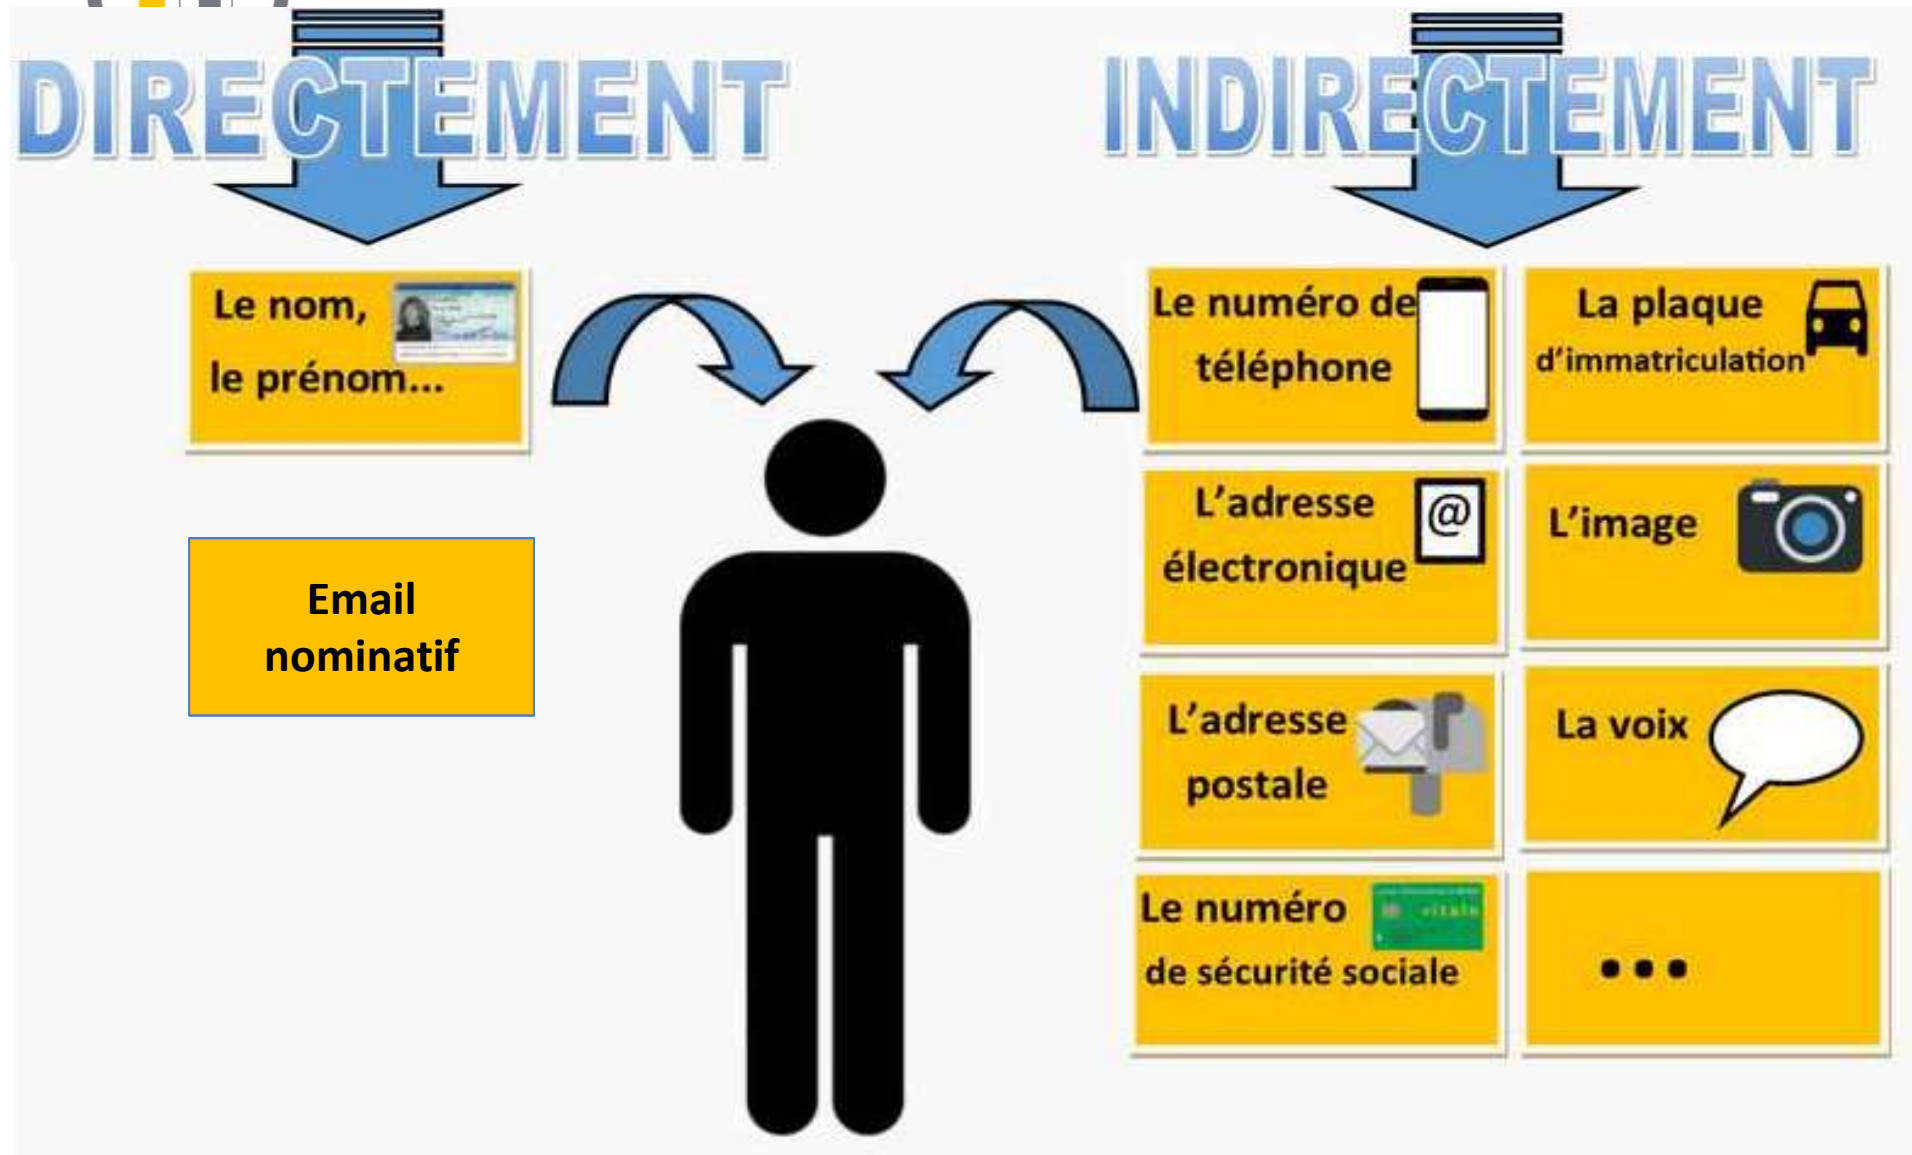 DIRECTEMENT
INDIRECTEMENT
Le nom,
le prénom...
Email
nominatif
Le numéro de
téléphone
La plaque
d'immatriculation
L'adresse
électronique
@
L'image
L'adresse
postale
La voix
Le numéro
de sécurité sociale
vitale
...